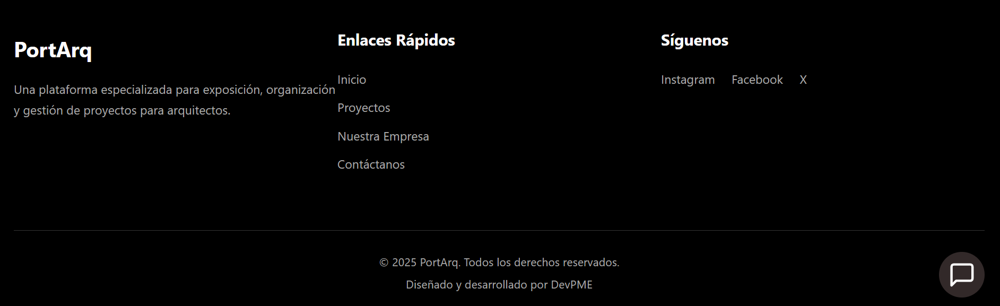 PortArq
Una plataforma especializada para exposición, organización
y gestión de proyectos para arquitectos.
Enlaces Rápidos
Inicio
Proyectos
Nuestra Empresa
Contáctanos
Síguenos
Instagram Facebook X
© 2025 PortArq. Todos los derechos reservados.
Diseñado y desarrollado por DevPME